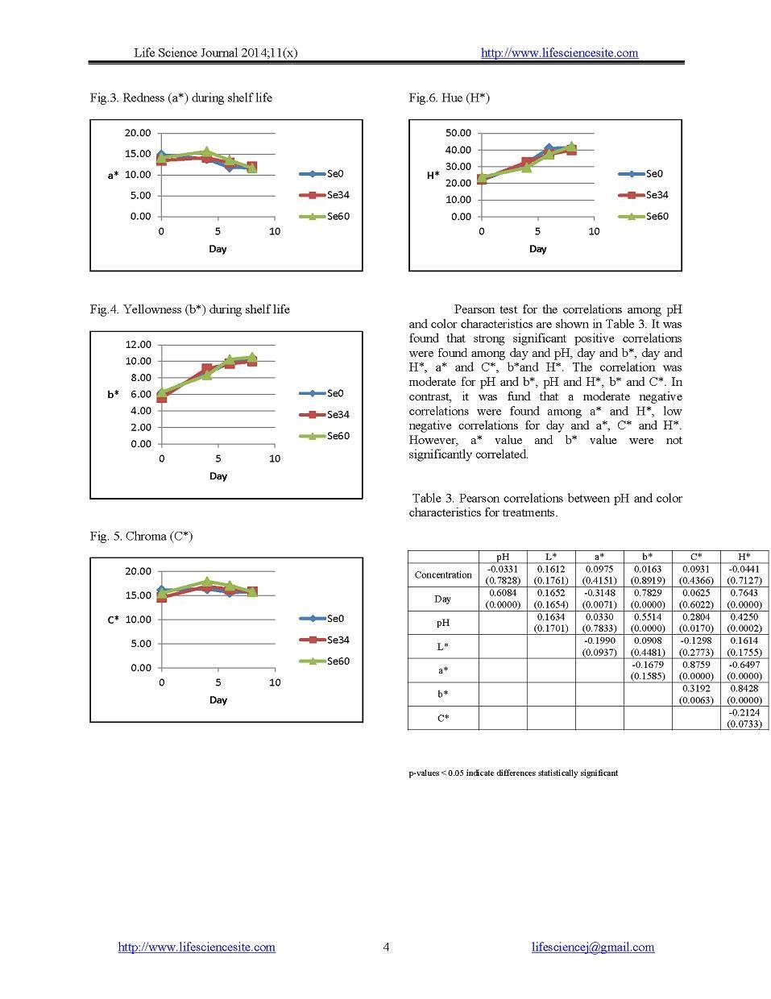 Life Science Journal 2014;11(x) http://www.lifesciencesite.com
Fig.3. Redness (a*) during shelf life
20.00
15.00
a* 10.00
5.00
0.00
0 5 10
Day
Se0
Se34
Se60
Fig.4. Yellowness (b*) during shelf life
12.00
10.00
8.00
b* 6.00
4.00
2.00
0.00
0 5 10
Day
Se0
Se34
Se60
Fig. 5. Chroma (C*)
20.00
15.00
C* 10.00
5.00
0.00
0 5 10
Day
Se0
Se34
Se60
Fig.6. Hue (H*)
50.00
40.00
30.00
H*
20.00
10.00
0.00
0 5 10
Day
Se0
Se34
Se60
Pearson test for the correlations among pH
and color characteristics are shown in Table 3. It was
found that strong significant positive correlations
were found among day and pH, day and b*, day and
H*, a* and C*, b*and H*. The correlation was
moderate for pH and b*, pH and H*, b* and C*. In
contrast, it was fund that a moderate negative
correlations were found among a* and H*, low
negative correlations for day and a*, C* and H*.
However, a* value and b* value were not
significantly correlated.
Table 3. Pearson correlations between pH and color
characteristics for treatments.
pH L* a* b* C* H*
Concentration -0.0331 0.1612 0.0975 0.0163 0.0931 -0.0441
(0.7828) (0.1761) (0.4151) (0.8919) (0.4366) (0.7127)
Day 0.6084 0.1652 -0.3148 0.7829 0.0625 0.7643
(0.0000) (0.1654) (0.0071) (0.0000) (0.6022) (0.0000)
pH 0.1634 0.0330 0.5514 0.2804 0.4250
(0.1701) (0.7833) (0.0000) (0.0170) (0.0002)
L* -0.1990 0.0908 -0.1298 0.1614
(0.0937) (0.4481) (0.2773) (0.1755)
a* -0.1679 0.8759 -0.6497
(0.1585) (0.0000) (0.0000)
b* 0.3192 0.8428
(0.0063) (0.0000)
C* -0.2124
(0.0733)
p-values < 0.05 indicate differences statistically significant
http://www.lifesciencesite.com 4 lifesciencej@gmail.com